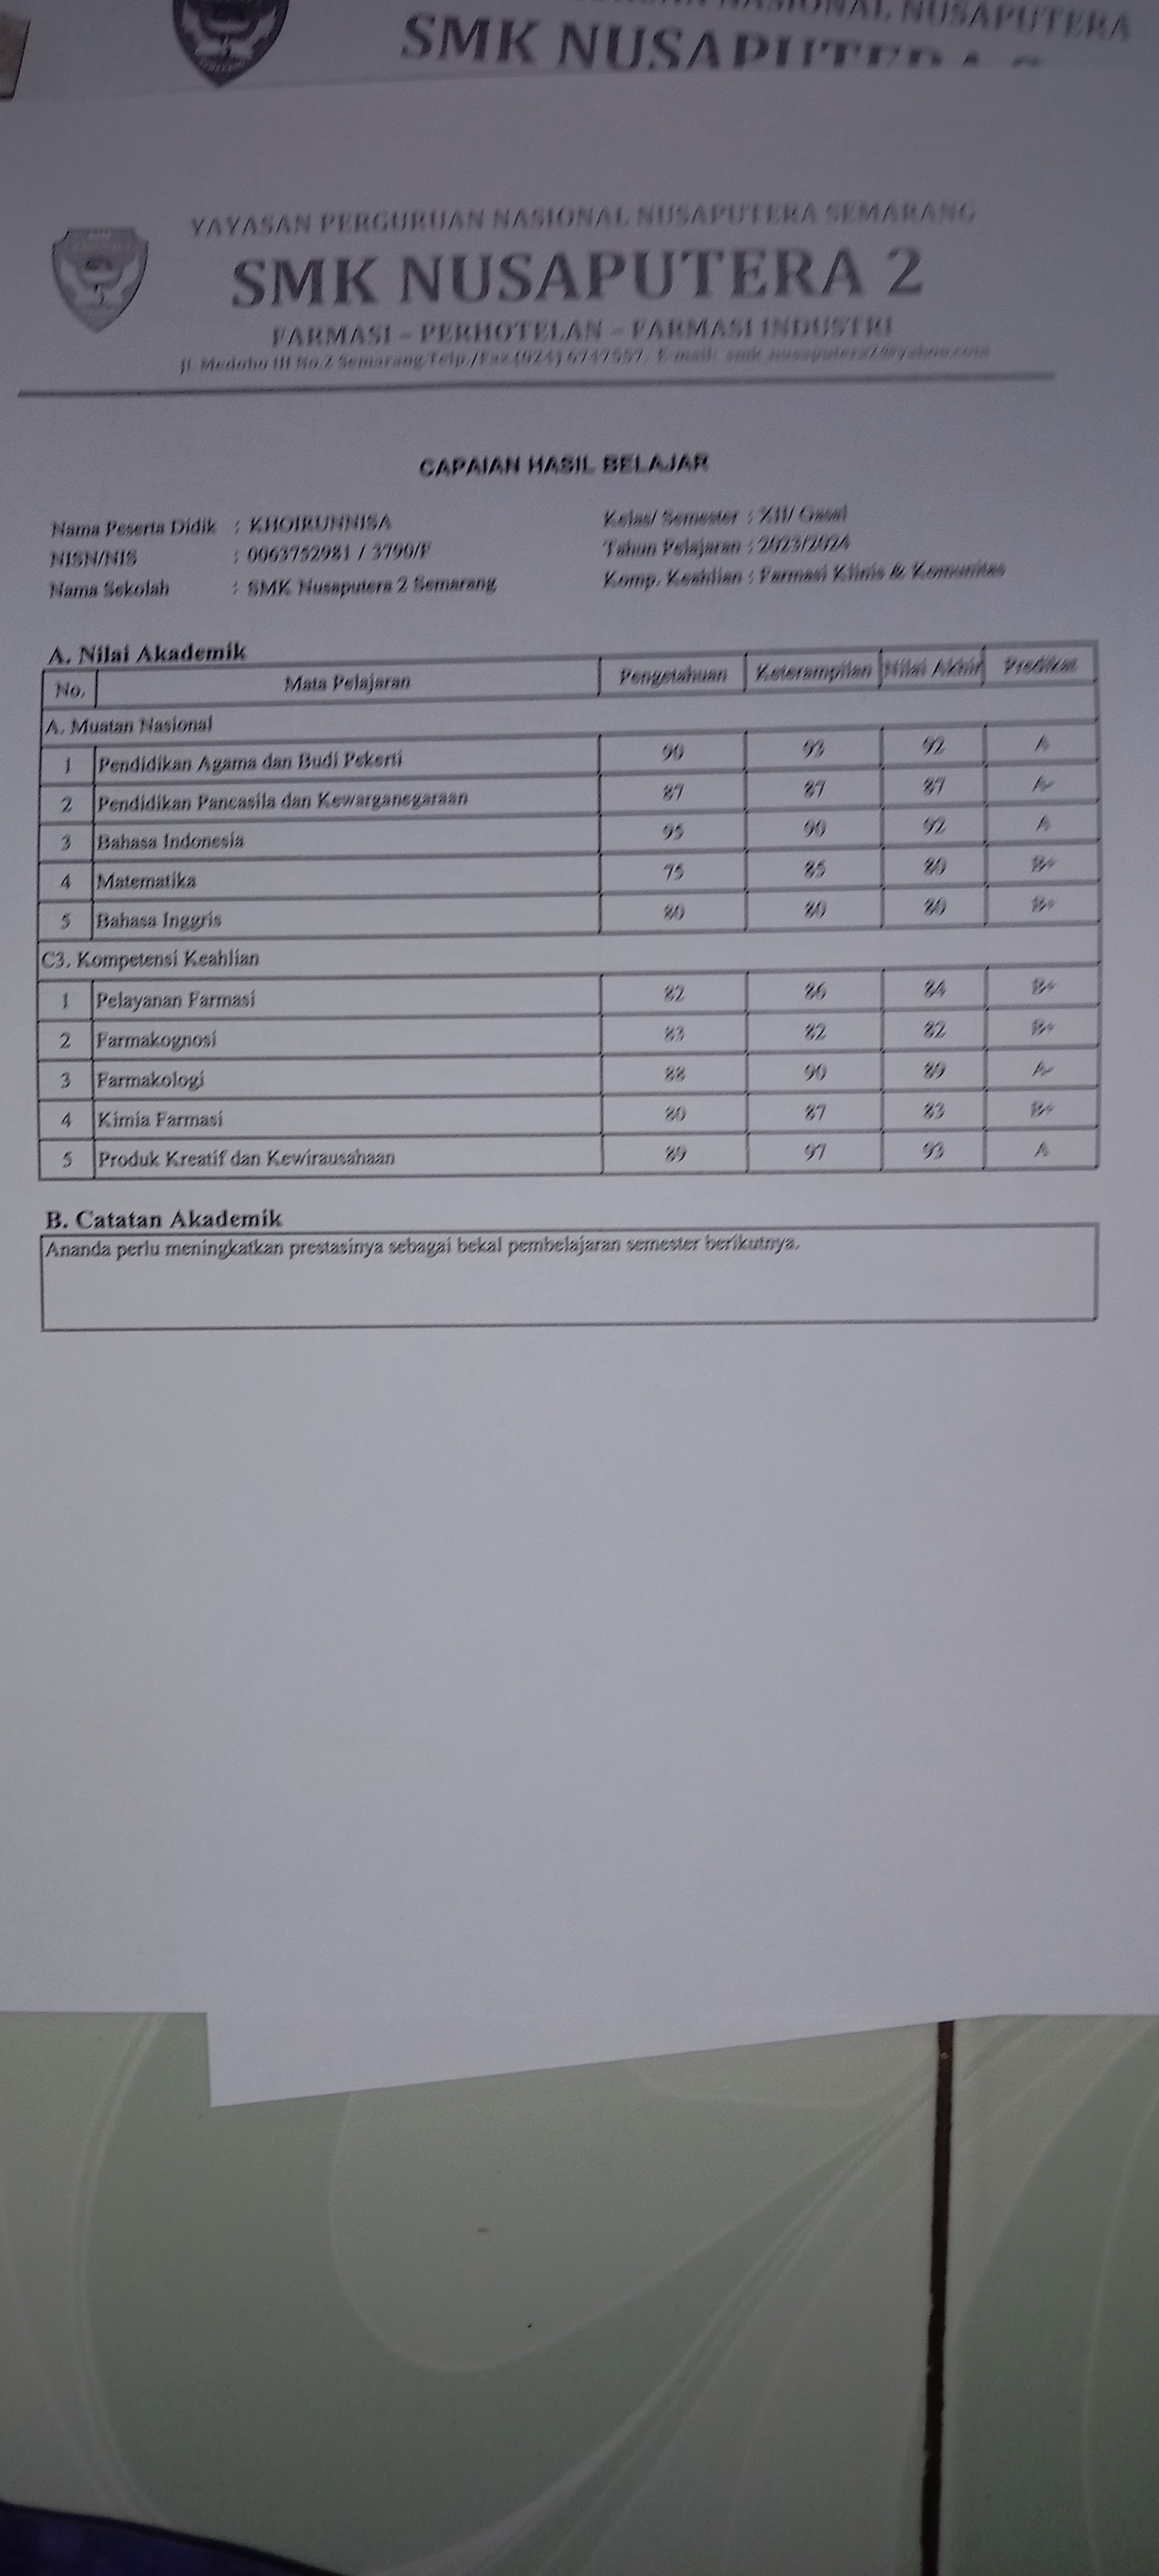 NASIONAL NUSAPUTERA
SMK NUSAPUTERA
YAYASAN PERGURUAN NASIONAL NUSAPUTERA SEMARANG
SMK NUSAPUTERA 2
FARMASI – PERHOTELAN – FARMASI INDUSTRI
Jl. Medoho III No.2 Semarang Telp./Fax.(024) 6747557. E-mail:
CAPAIAN HASIL BELAJAR
Nama Peserta Didik : KHOIRUNNISA Kelas/ Semester : XII/ Gasal
NISN/NIS : 0063752981 / 3790/F Tahun Pelajaran : 2023/2024
Nama Sekolah : SMK Nusaputera 2 Semarang Komp. Keahlian : Farmasi Klinis & Komunitas
A. Nilai Akademik
No. Mata Pelajaran Pengetahuan Keterampilan Nilai Akhir Predikat
A. Muatan Nasional
1 Pendidikan Agama dan Budi Pekerti 90 93 92 A
2 Pendidikan Pancasila dan Kewarganegaraan 87 87 87 A-
3 Bahasa Indonesia 95 90 92 A
4 Matematika 75 85 80 B+
5 Bahasa Inggris 80 80 80 B+
C3. Kompetensi Keahlian
1 Pelayanan Farmasi 82 86 84 B+
2 Farmakognosi 83 82 82 B+
3 Farmakologi 88 90 89 A-
4 Kimia Farmasi 80 87 83 B+
5 Produk Kreatif dan Kewirausahaan 89 97 93 A
B. Catatan Akademik
Ananda perlu meningkatkan prestasinya sebagai bekal pembelajaran semester berikutnya.